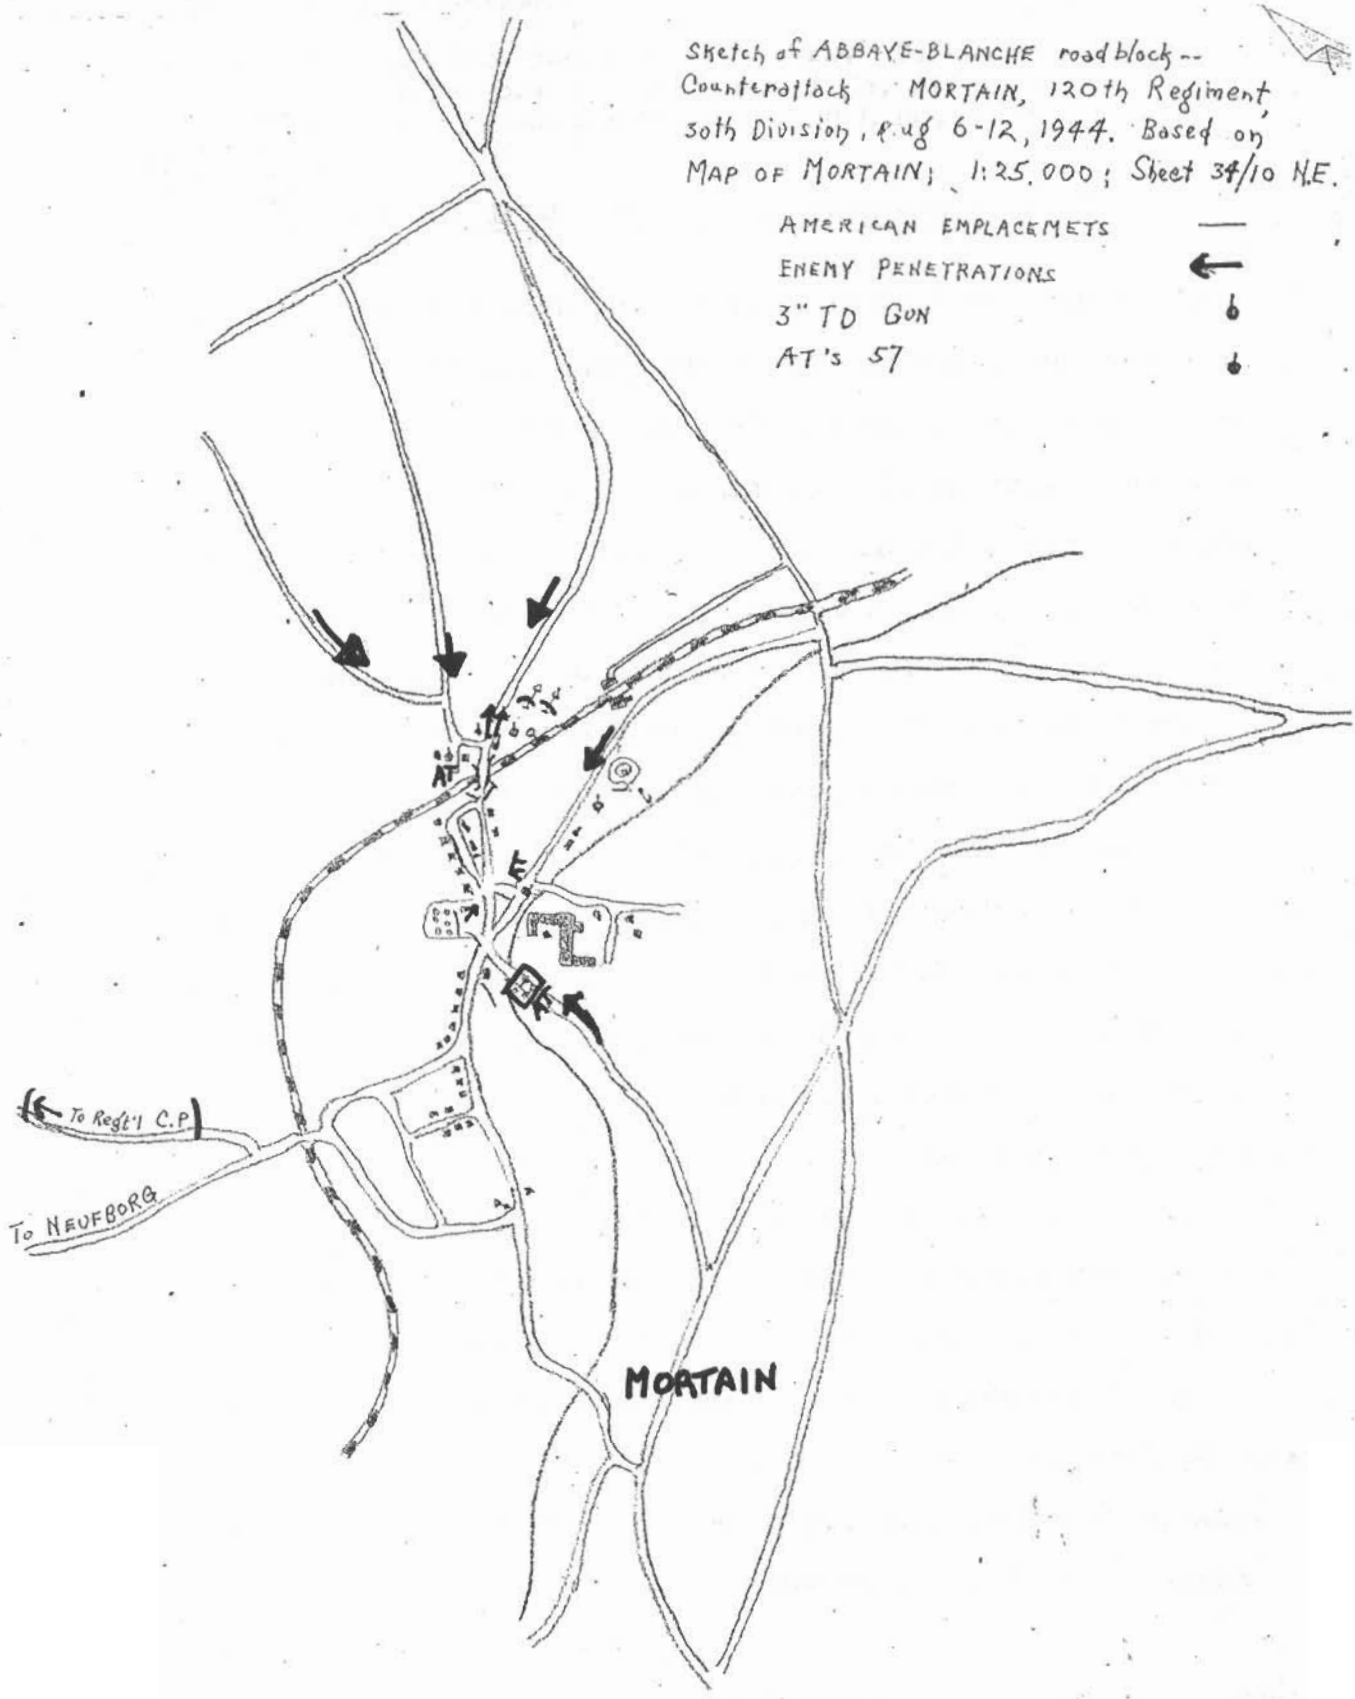 Sketch of ABBAYE-BLANCHE road block --
Counterattack MORTAIN, 120th Regiment,
30th Division, Aug 6-12, 1944. Based on
MAP OF MORTAIN; 1:25,000; Sheet 34/10 N.E.
AMERICAN EMPLACEMETS
ENEMY PENETRATIONS
3" TD GUN
AT's 57
AT
E
To Regt'l C.P.
To NEUFBORG
MORTAIN